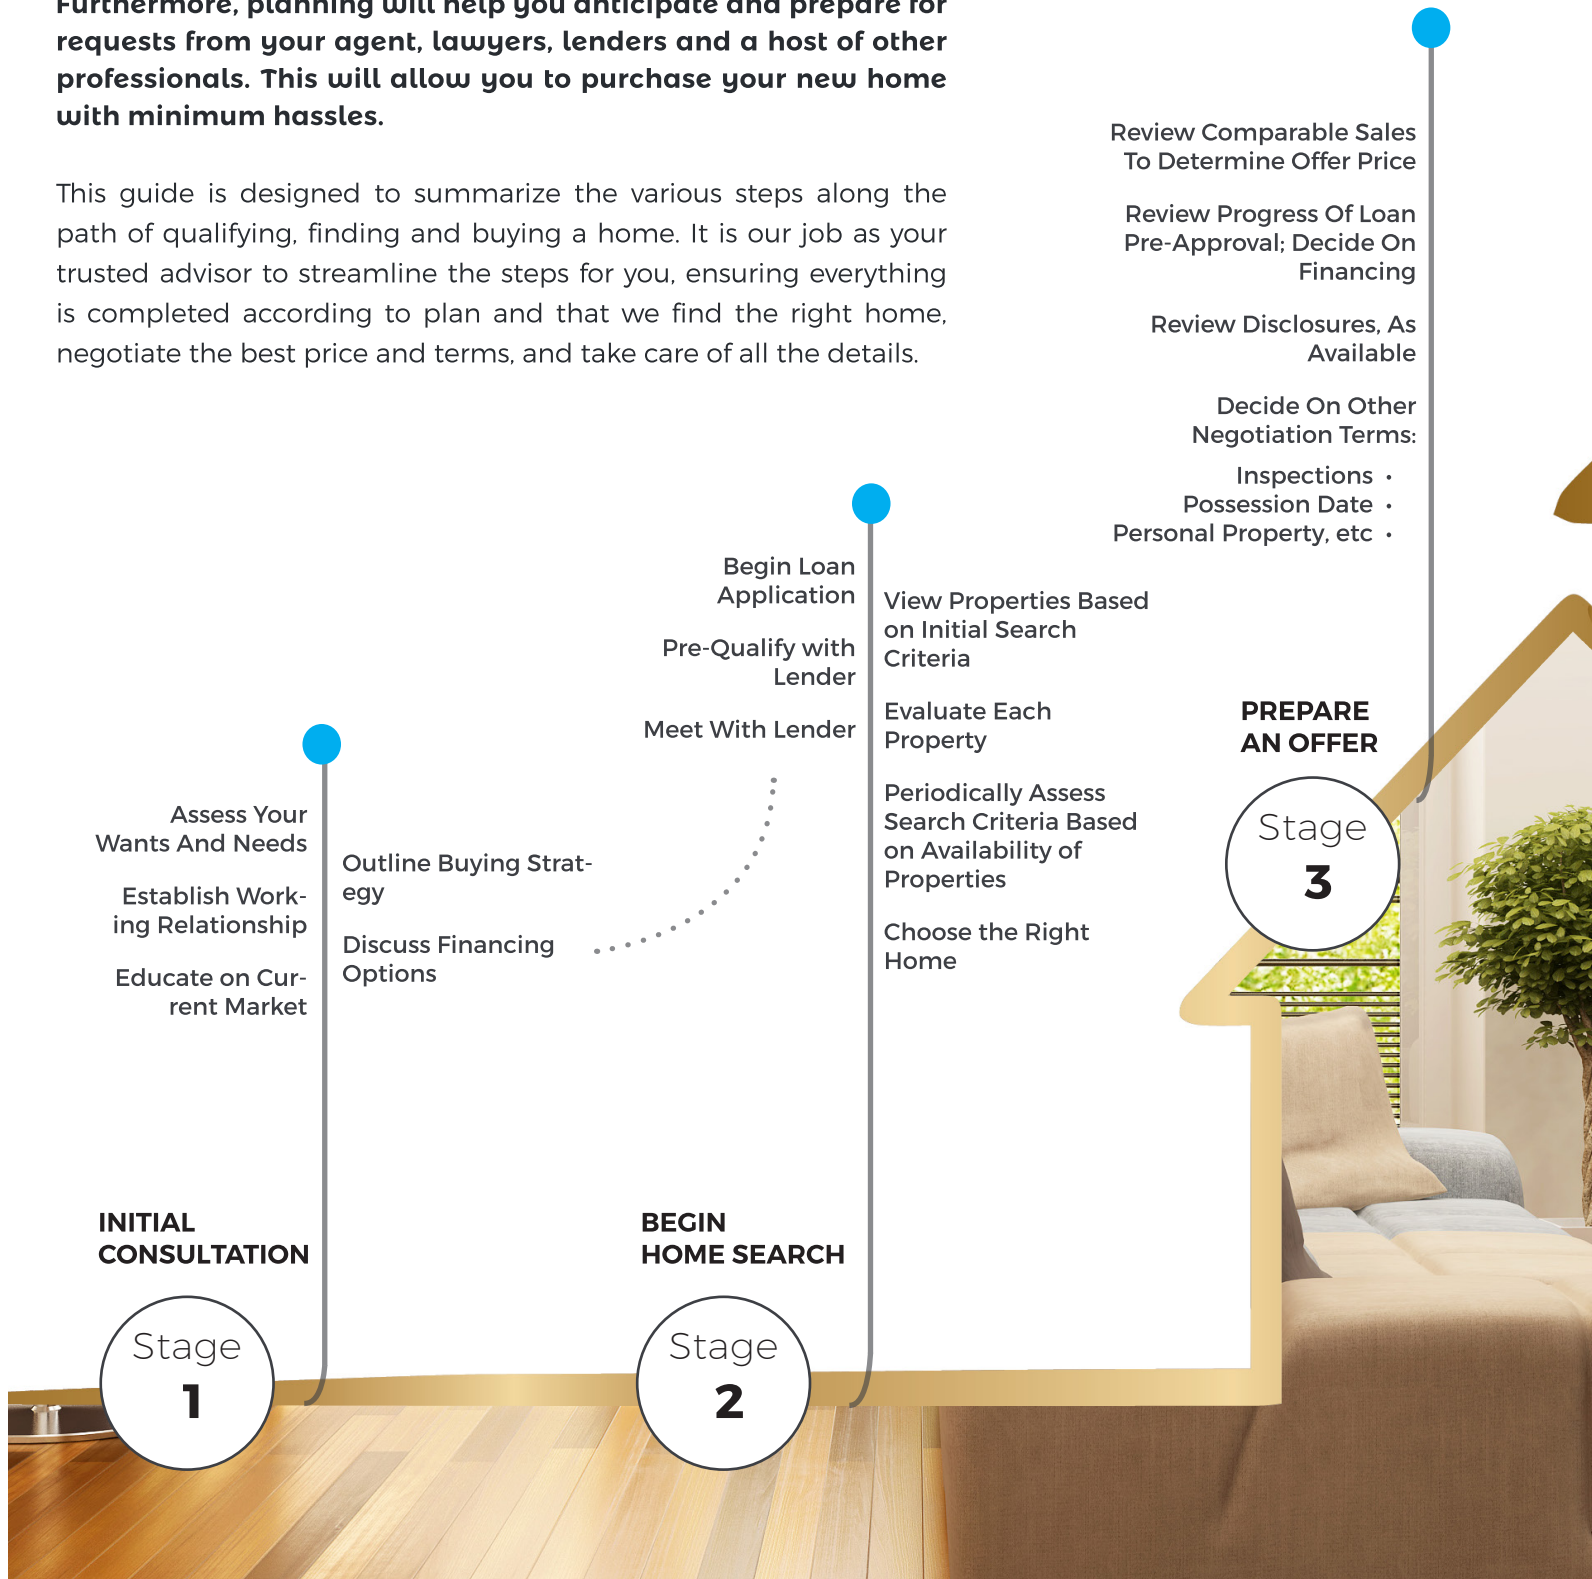 Furthermore, planning will help you anticipate and prepare for
requests from your agent, lawyers, lenders and a host of other
professionals. This will allow you to purchase your new home
with minimum hassles.
This guide is designed to summarize the various steps along the
path of qualifying, finding and buying a home. It is our job as your
trusted advisor to streamline the steps for you, ensuring everything
is completed according to plan and that we find the right home,
negotiate the best price and terms, and take care of all the details.
Assess Your
Wants And Needs
Establish Work-
ing Relationship
Educate on Cur-
rent Market
Outline Buying Strat-
egy
Discuss Financing
Options
INITIAL
CONSULTATION
Stage
1
Begin Loan
Application
Pre-Qualify with
Lender
Meet With Lender
View Properties Based
on Initial Search
Criteria
Evaluate Each
Property
Periodically Assess
Search Criteria Based
on Availability of
Properties
Choose the Right
Home
BEGIN
HOME SEARCH
Stage
2
Review Comparable Sales
To Determine Offer Price
Review Progress Of Loan
Pre-Approval; Decide On
Financing
Review Disclosures, As
Available
Decide On Other
Negotiation Terms:
Inspections •
Possession Date •
Personal Property, etc •
PREPARE
AN OFFER
Stage
3